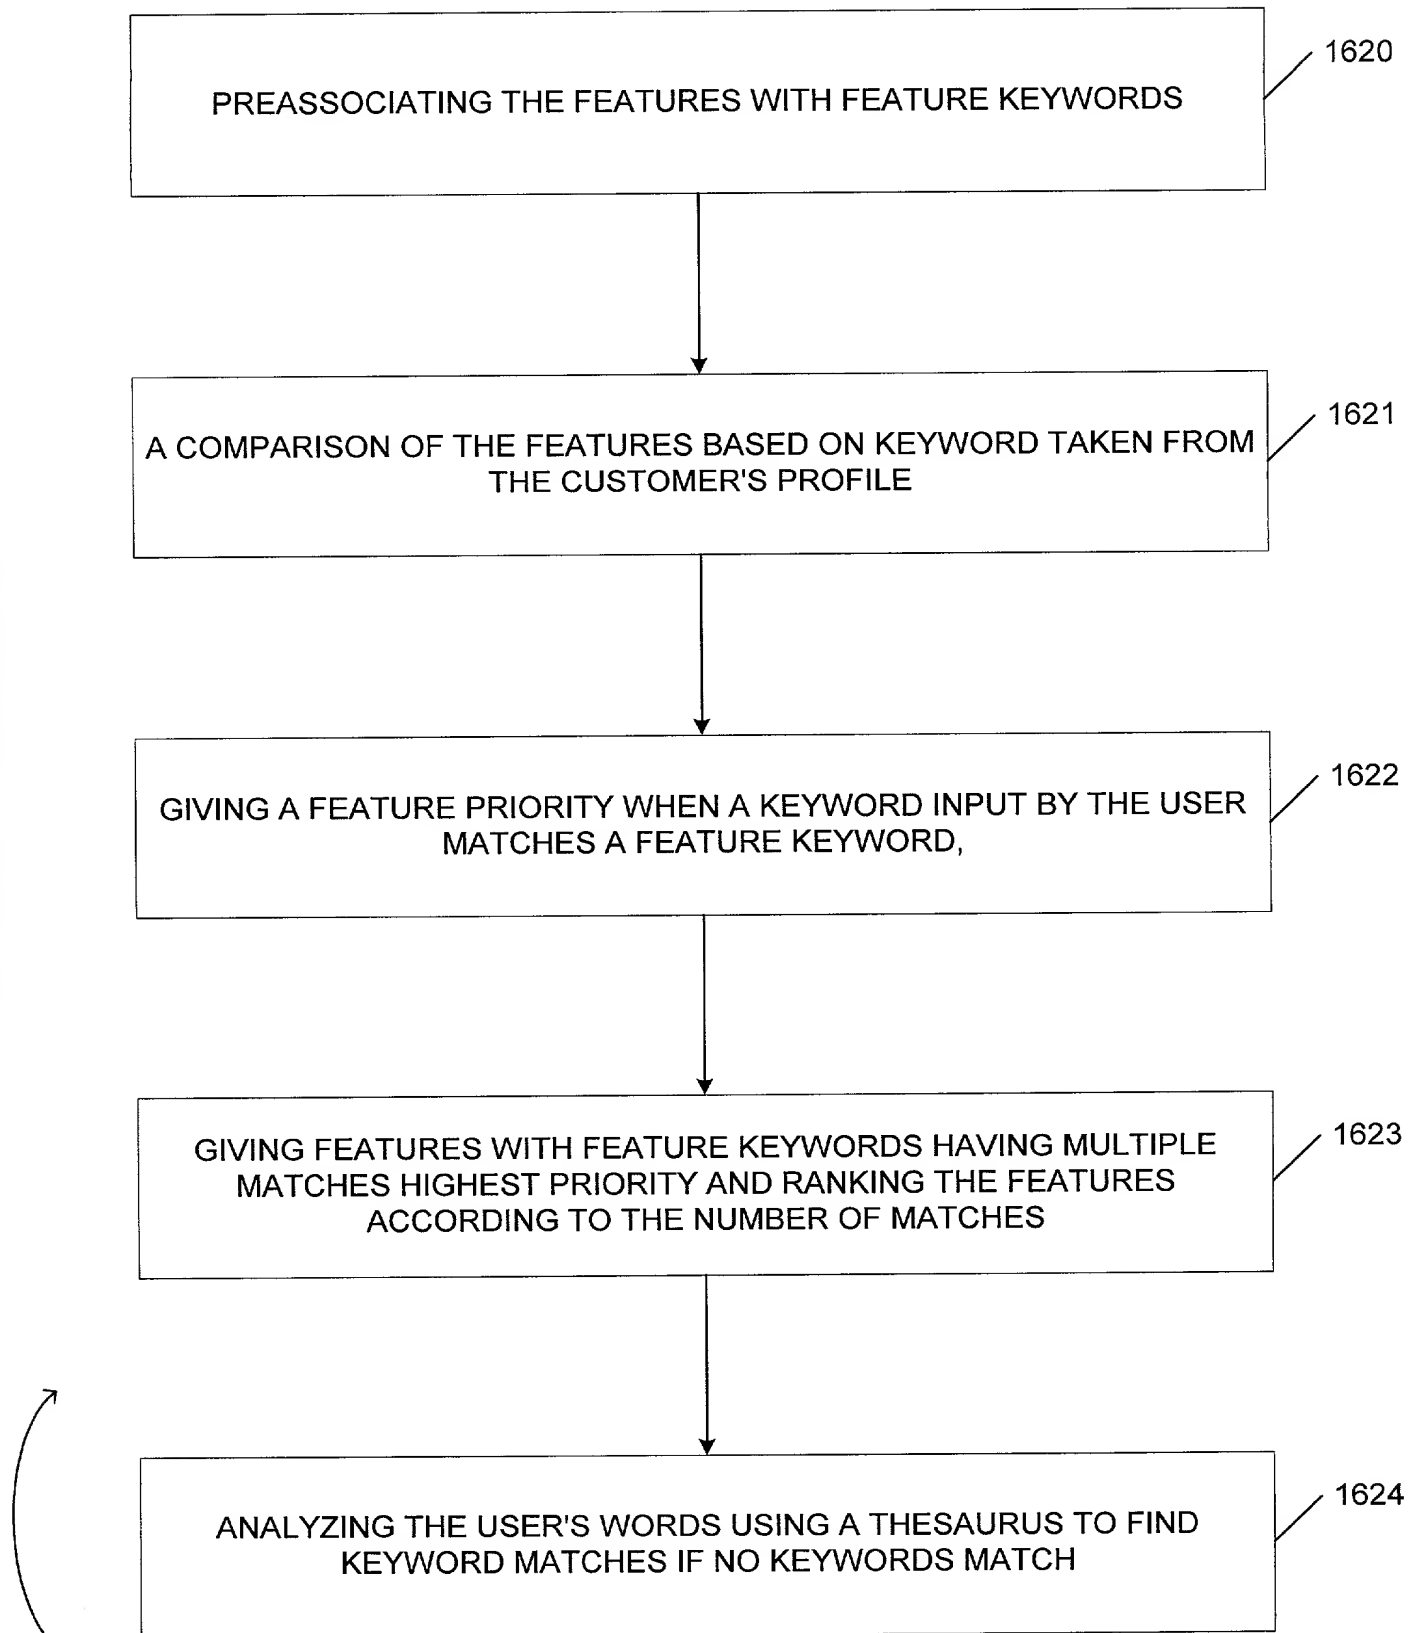 1620
PREASSOCIATING THE FEATURES WITH FEATURE KEYWORDS
1621
A COMPARISON OF THE FEATURES BASED ON KEYWORD TAKEN FROM
THE CUSTOMER'S PROFILE
1622
GIVING A FEATURE PRIORITY WHEN A KEYWORD INPUT BY THE USER
MATCHES A FEATURE KEYWORD,
1623
GIVING FEATURES WITH FEATURE KEYWORDS HAVING MULTIPLE
MATCHES HIGHEST PRIORITY AND RANKING THE FEATURES
ACCORDING TO THE NUMBER OF MATCHES
1624
ANALYZING THE USER'S WORDS USING A THESAURUS TO FIND
KEYWORD MATCHES IF NO KEYWORDS MATCH